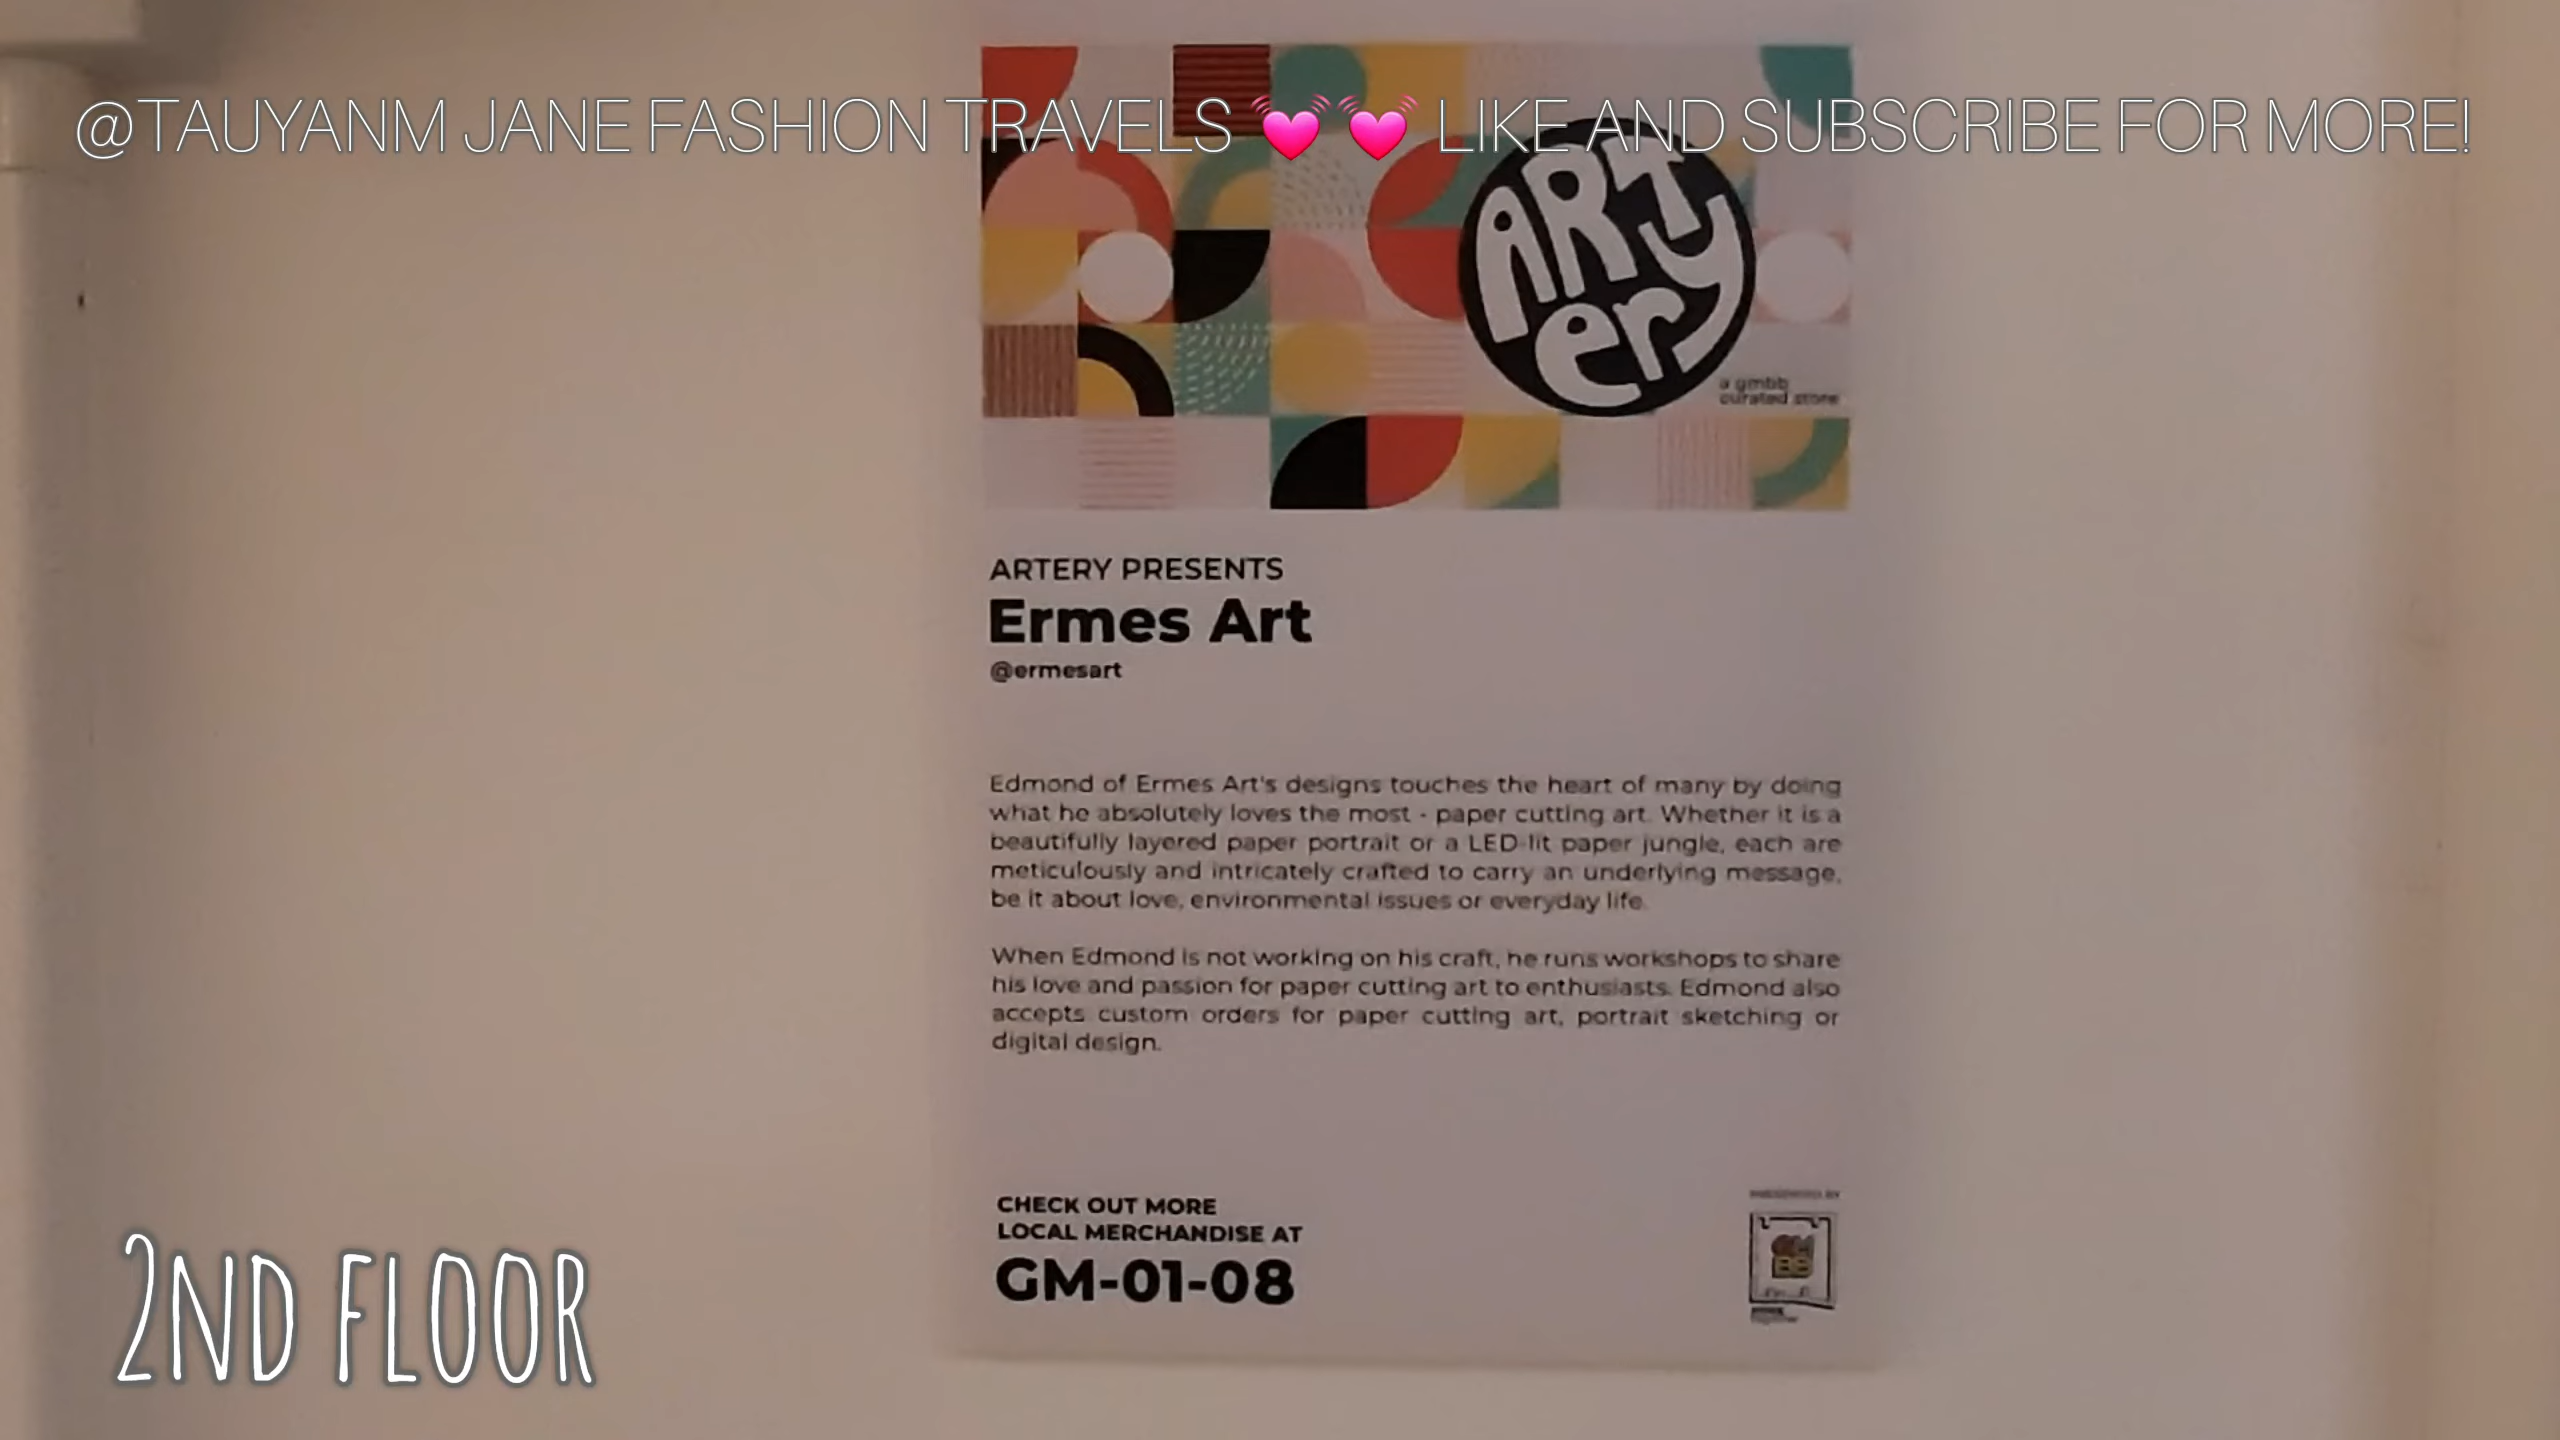 @TAUYANM JANE FASHION TRAVELS 💓💓 LIKE AND SUBSCRIBE FOR MORE!
ARTery
a gmbb
curated store
ARTERY PRESENTS
Ermes Art
@ermesart
Edmond of Ermes Art's designs touches the heart of many by doing
what he absolutely loves the most - paper cutting art. Whether it is a
beautifully layered paper portrait or a LED-lit paper jungle, each are
meticulously and intricately crafted to carry an underlying message,
be it about love, environmental issues or everyday life.
When Edmond is not working on his craft, he runs workshops to share
his love and passion for paper cutting art to enthusiasts. Edmond also
accepts custom orders for paper cutting art, portrait sketching or
digital design.
CHECK OUT MORE
LOCAL MERCHANDISE AT
GM-01-08
GM
BB
2ND FLOOR